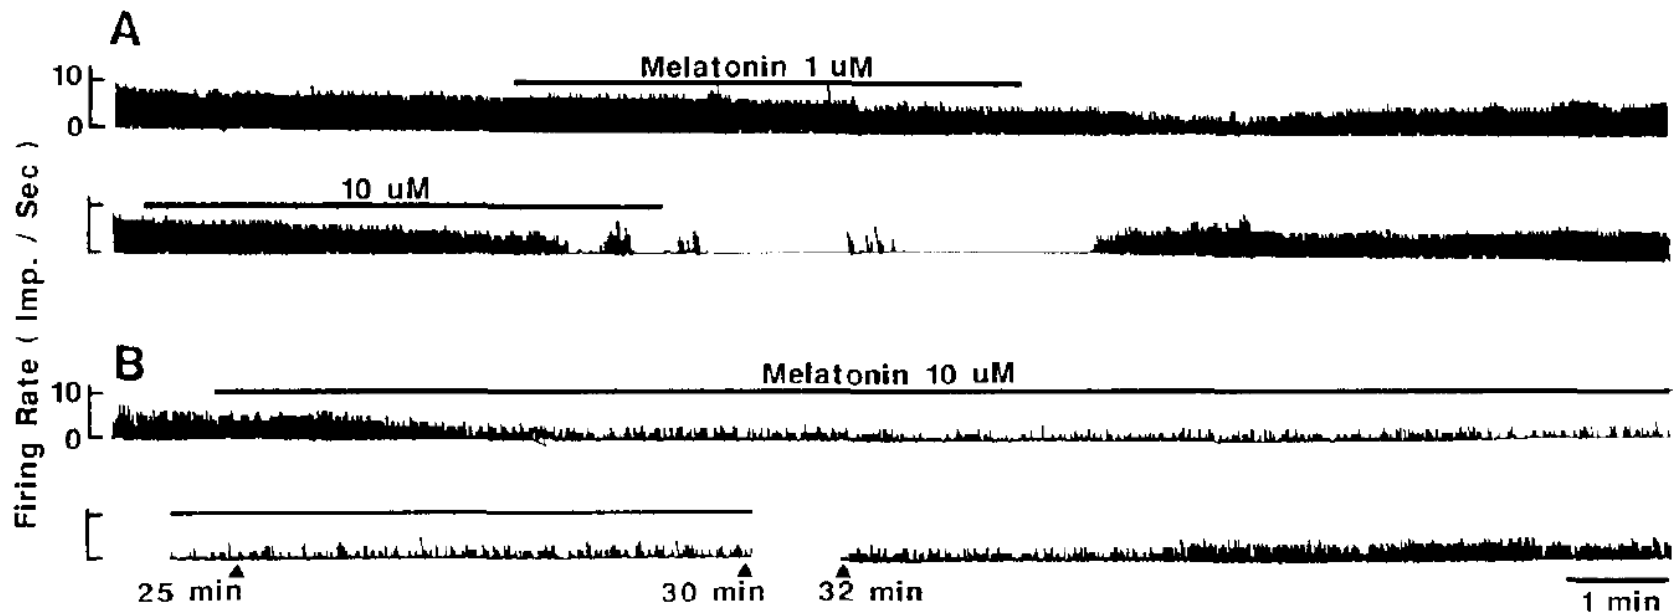 A
Melatonin 1 uM
10
0
10 uM
Firing Rate ( Imp. / Sec )
B
Melatonin 10 uM
10
0
25 min
30 min
32 min
1 min